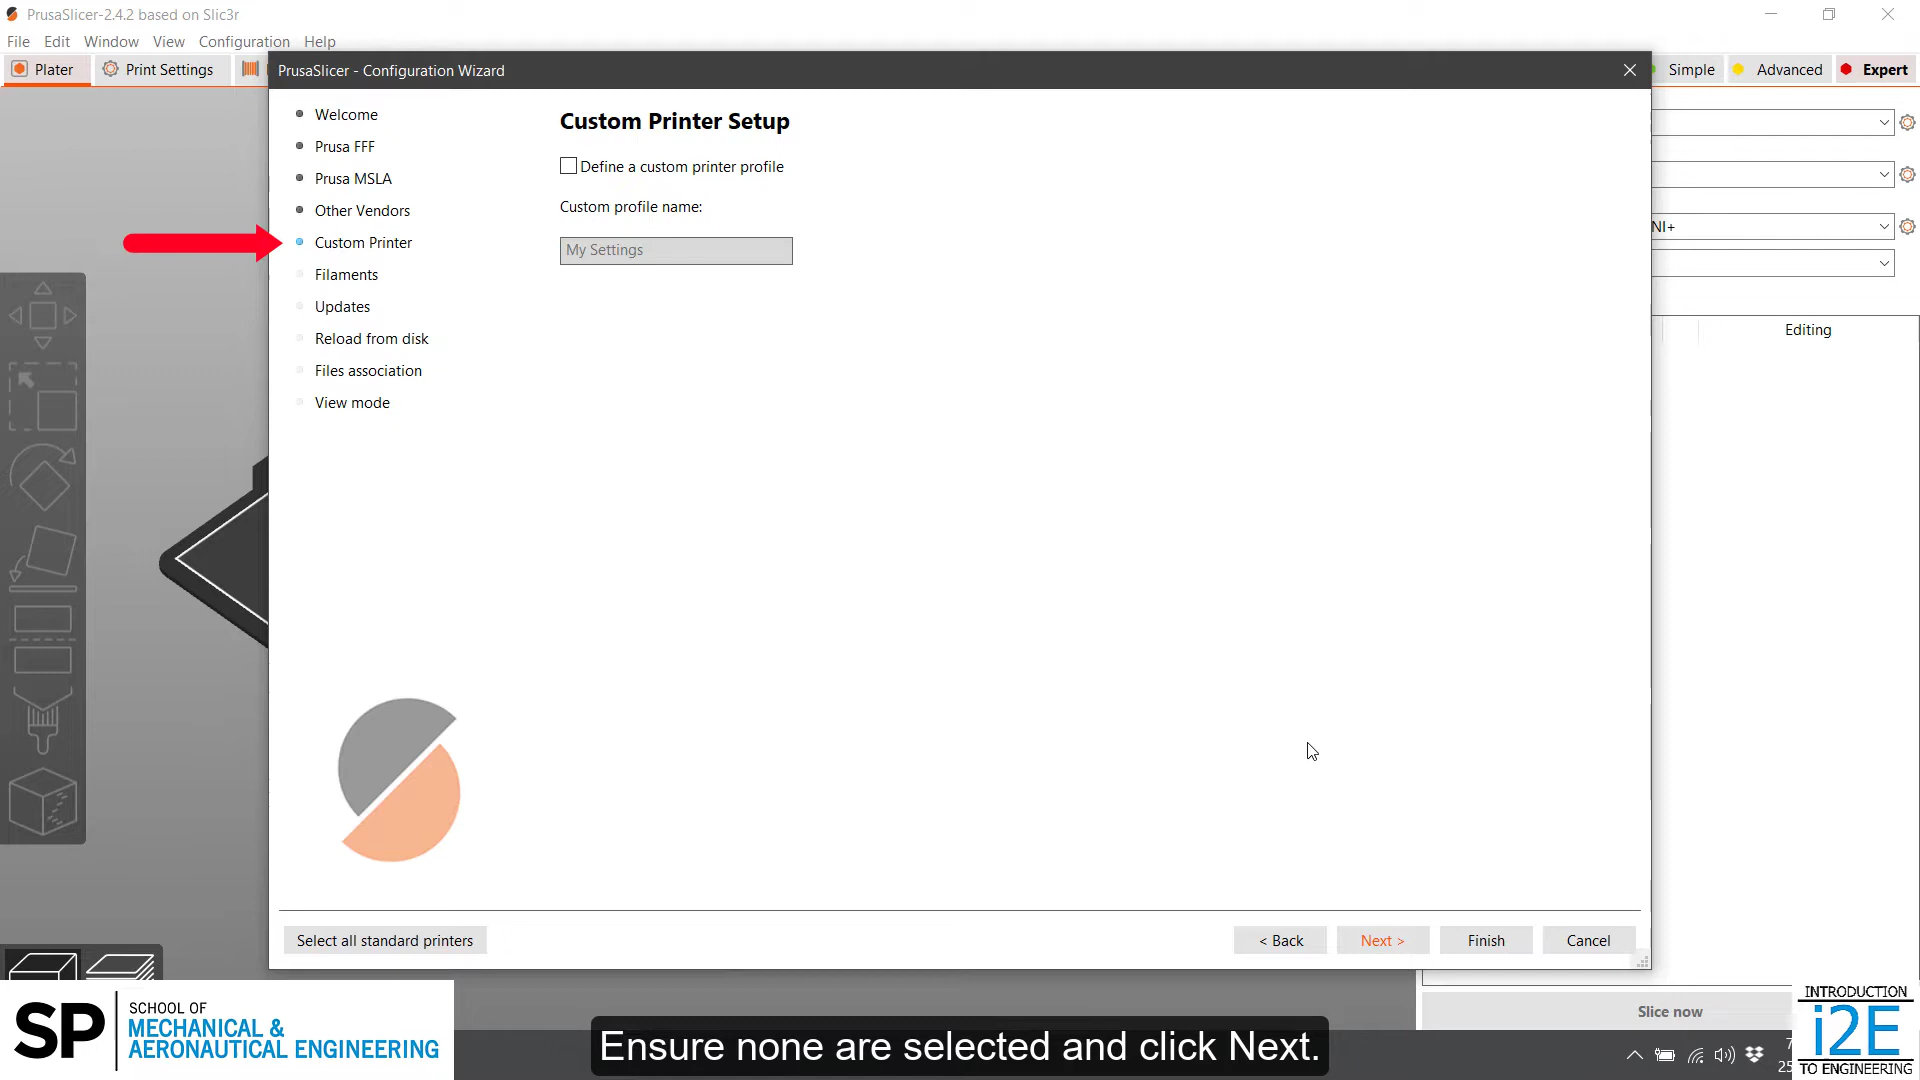 PrusaSlicer-2.4.2 based on Slic3r
File Edit Window View Configuration Help
Plater Print Settings
Simple Advanced Expert
PrusaSlicer - Configuration Wizard
Welcome
Prusa FFF
Prusa MSLA
Other Vendors
Custom Printer
Filaments
Updates
Reload from disk
Files association
View mode
Custom Printer Setup
Define a custom printer profile
Custom profile name:
My Settings
NI+
Editing
Select all standard printers
< Back Next > Finish Cancel
Slice now
SP
SCHOOL OF
MECHANICAL &
AERONAUTICAL ENGINEERING
Ensure none are selected and click Next.
INTRODUCTION
i2E
TO ENGINEERING